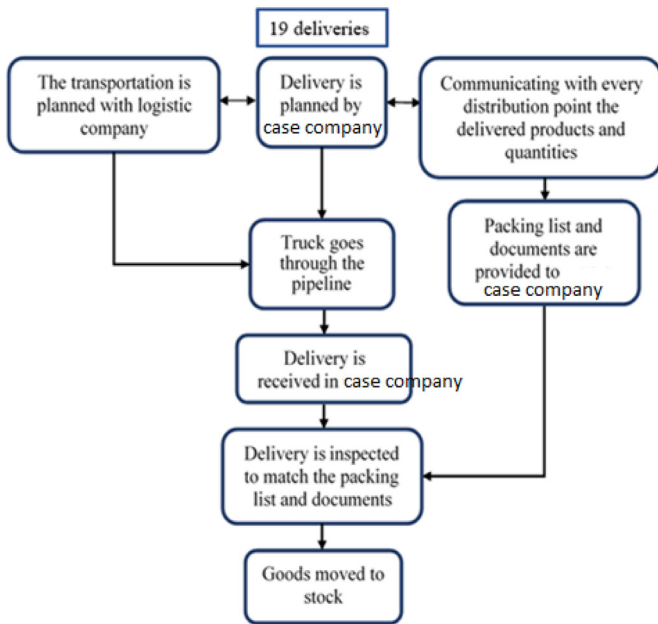 19 deliveries
The transportation is
planned with logistic
company
Delivery is
planned by
case company
Communicating with every
distribution point the
delivered products and
quantities
Truck goes
through the
pipeline
Packing list and
documents are
provided to
case company
Delivery is
received in case company
Delivery is inspected
to match the packing
list and documents
Goods moved to
stock